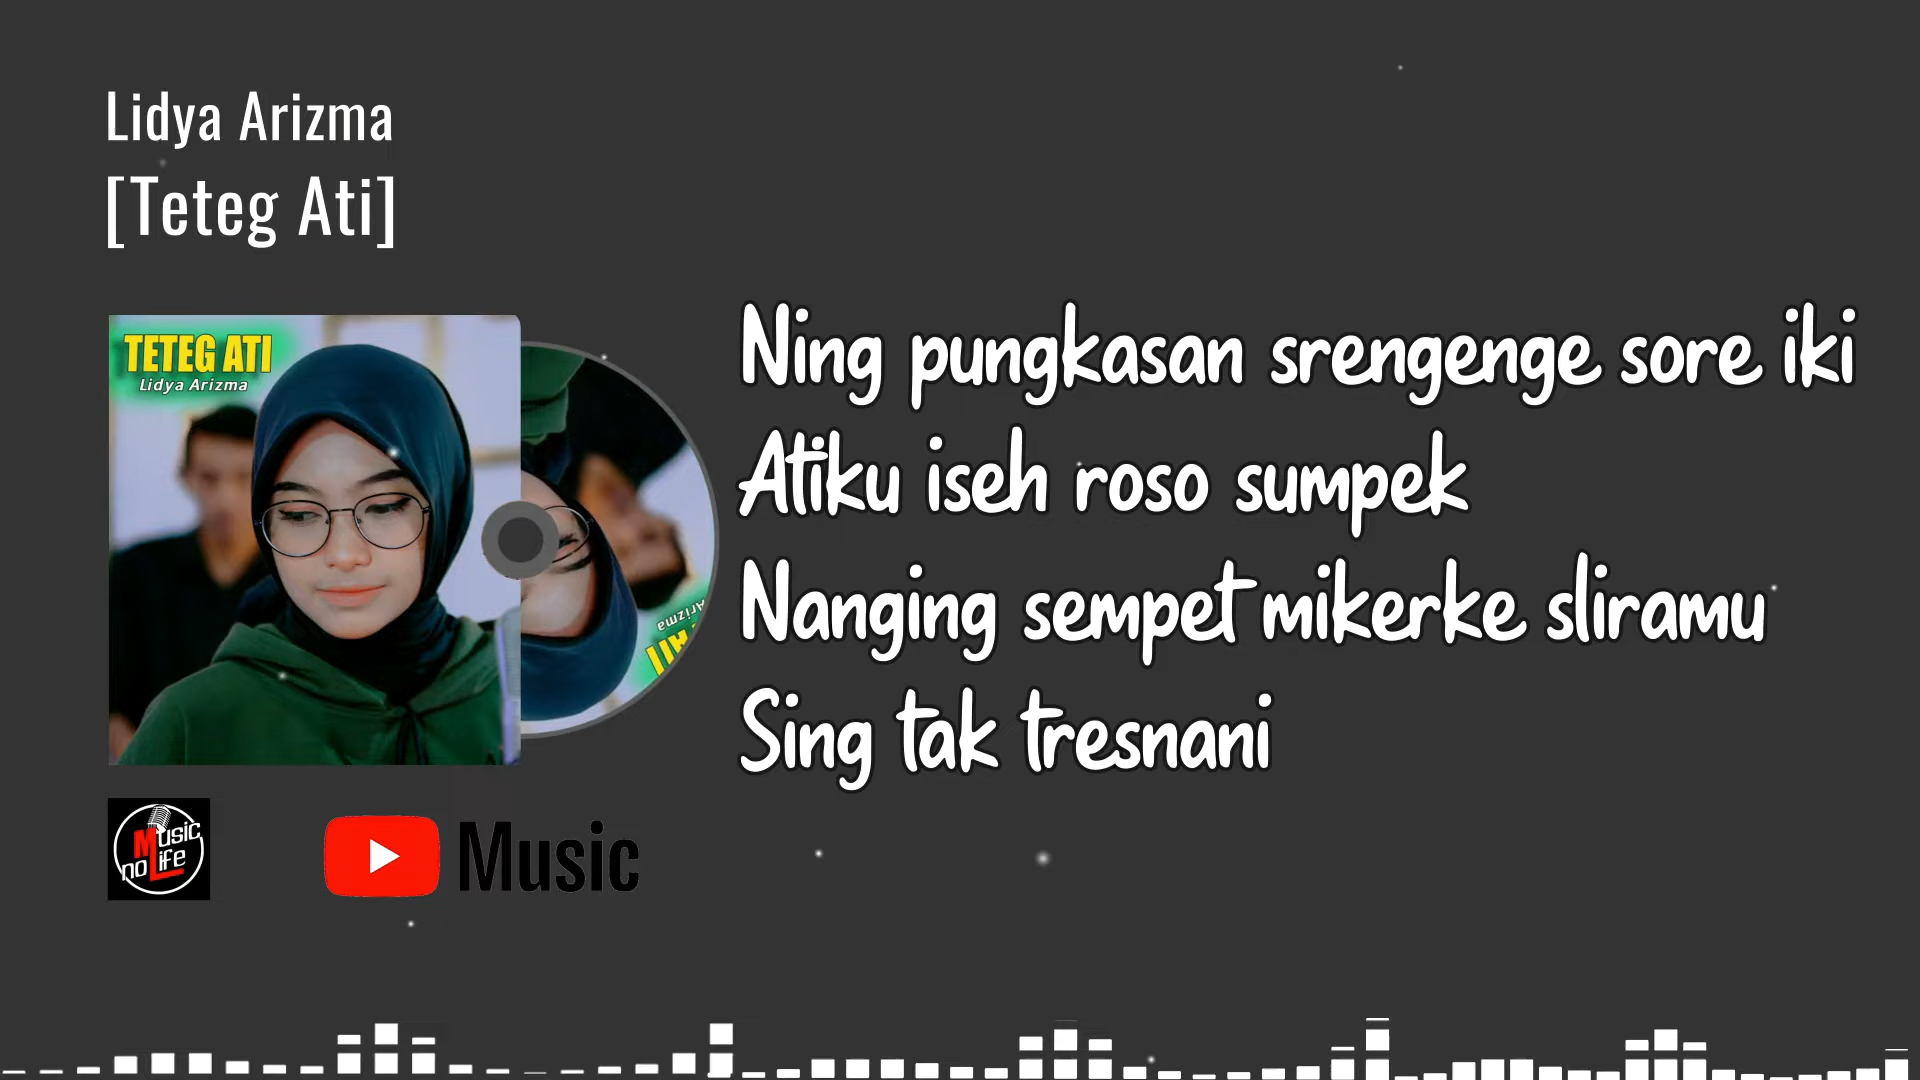 Lidya Arizma
[Teteg Ati]
TETEG ATI
Lidya Arizma
Ning pungkasan srengenge sore iki
Atiku iseh roso sumpek
Nanging sempet mikerke sliramu
Sing tak tresnani
Music
no Life
Music